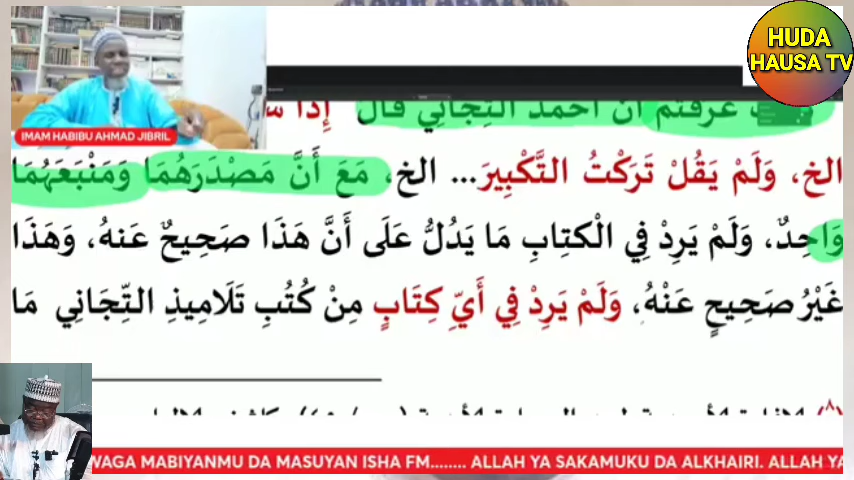 HUDA
HAUSA TV
IMAM HABIBU AHMAD JIBRIL
عرفتم أن أحمد التجاني قال إذا
الخ، وَلَمْ يَقُلْ تَرَكْتُ التَّكْبِيرَ... الخ، مَعَ أَنَّ مَصْدَرَهُمَا وَمَنْبَعَهُمَا
وَاحِدٌ، وَلَمْ يَرِدْ فِي الْكتِابِ مَا يَدُلُّ عَلَى أَنَّ هَذَا صَحِيحٌ عَنهُ، وَهَذَا
غَيْرُ صَحِيحٍ عَنْهُ، وَلَمْ يَرِدْ فِي أَيِّ كِتَابٍ مِنْ كُتُبِ تَلَامِيذِ التِّجَانِي مَا
WAGA MABIYANMU DA MASUYAN ISHA FM........ ALLAH YA SAKAMUKU DA ALKHAIRI. ALLAH YA